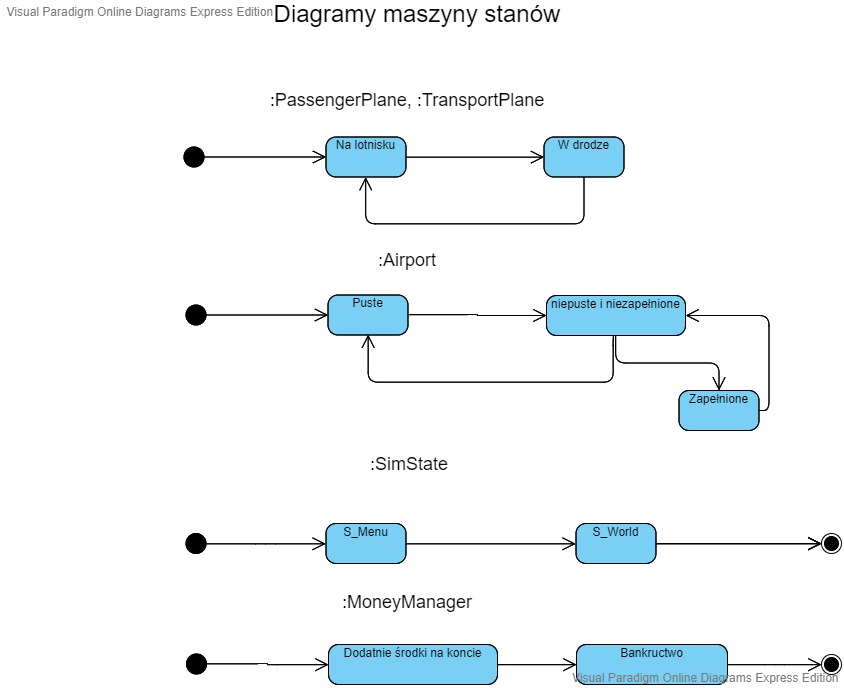 Visual Paradigm Online Diagrams Express Edition
Diagramy maszyny stanów
:PassengerPlane, :TransportPlane
Na lotnisku
W drodze
:Airport
Puste
niepuste i niezapełnione
Zapełnione
:SimState
S_Menu
S_World
:MoneyManager
Dodatnie środki na koncie
Bankructwo
Visual Paradigm Online Diagrams Express Edition